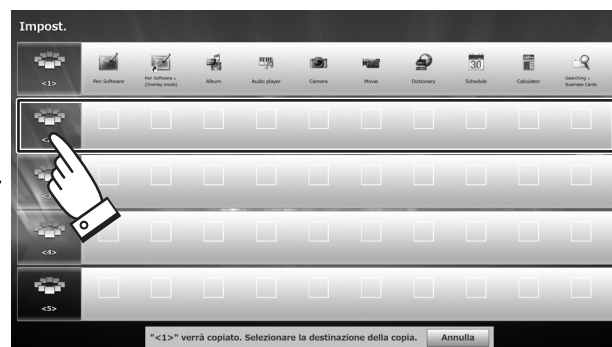 Impost.
<1>
Pen Software
Pen Software
(Overlay mode)
Album
Audio player
Camera
Movie
Dictionary
30
Schedule
Calculator
Searching
Business Cards
<4>
<5>
"<1>" verrà copiato. Selezionare la destinazione della copia.
Annulla